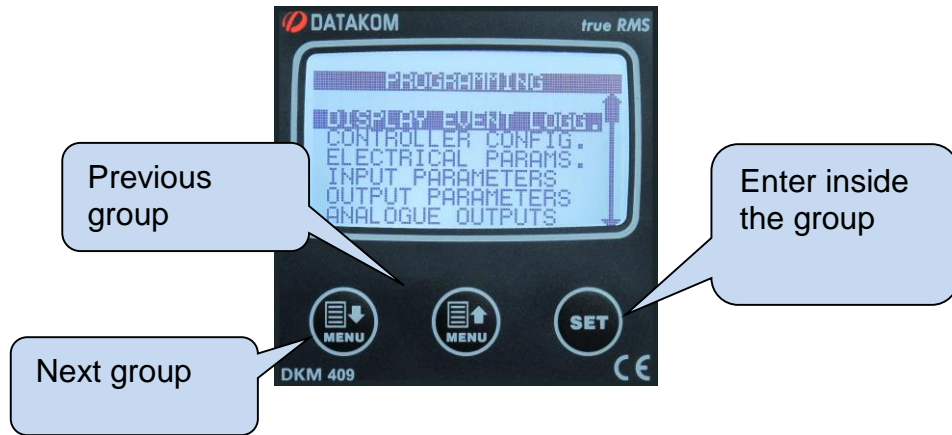 DATAKOM
true RMS
PROGRAMMING
DISPLAY EVENT LOGG.
CONTROLLER CONFIG.
ELECTRICAL PARAMS.
INPUT PARAMETERS
OUTPUT PARAMETERS
ANALOGUE OUTPUTS
Previous
group
Enter inside
the group
MENU
MENU
SET
Next group
DKM 409
CE